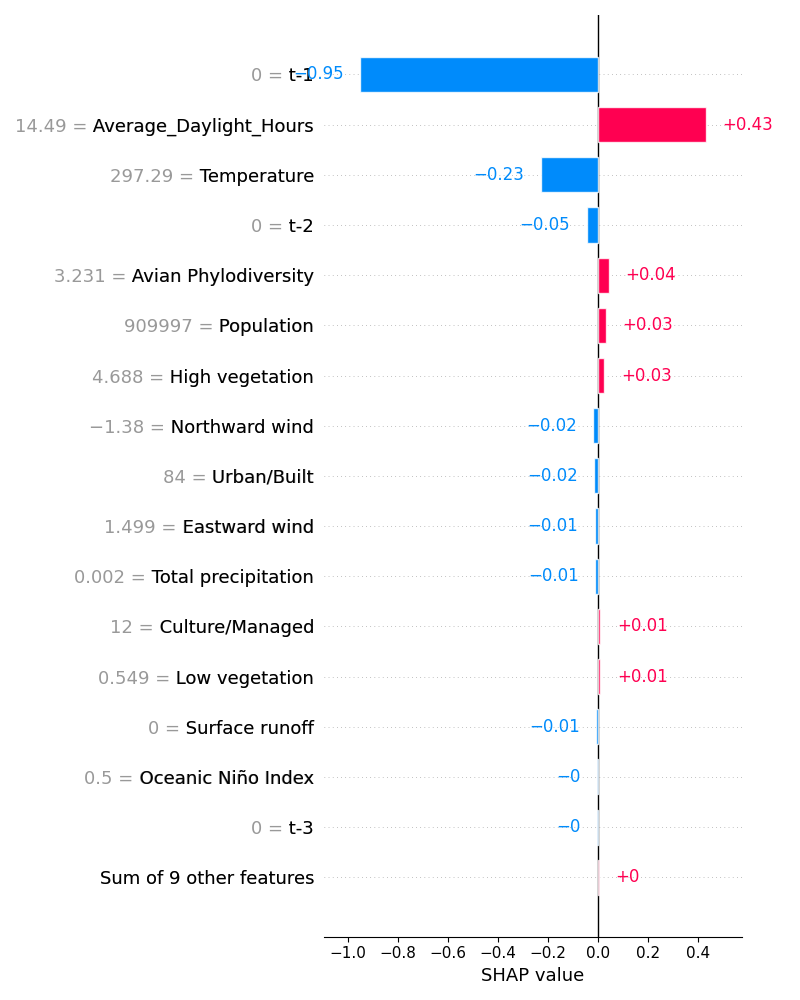 0 = t-1 −0.95
14.49 = Average_Daylight_Hours +0.43
297.29 = Temperature −0.23
0 = t-2 −0.05
3.231 = Avian Phylodiversity +0.04
909997 = Population +0.03
4.688 = High vegetation +0.03
−1.38 = Northward wind −0.02
84 = Urban/Built −0.02
1.499 = Eastward wind −0.01
0.002 = Total precipitation −0.01
12 = Culture/Managed +0.01
0.549 = Low vegetation +0.01
0 = Surface runoff −0.01
0.5 = Oceanic Niño Index −0
0 = t-3 −0
Sum of 9 other features +0
−1.0 −0.8 −0.6 −0.4 −0.2 0.0 0.2 0.4
SHAP value